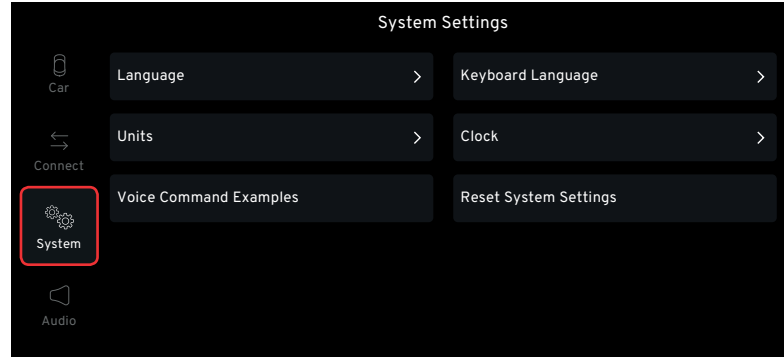 System Settings
Car
Connect
System
Audio
Language
Keyboard Language
Units
Clock
Voice Command Examples
Reset System Settings